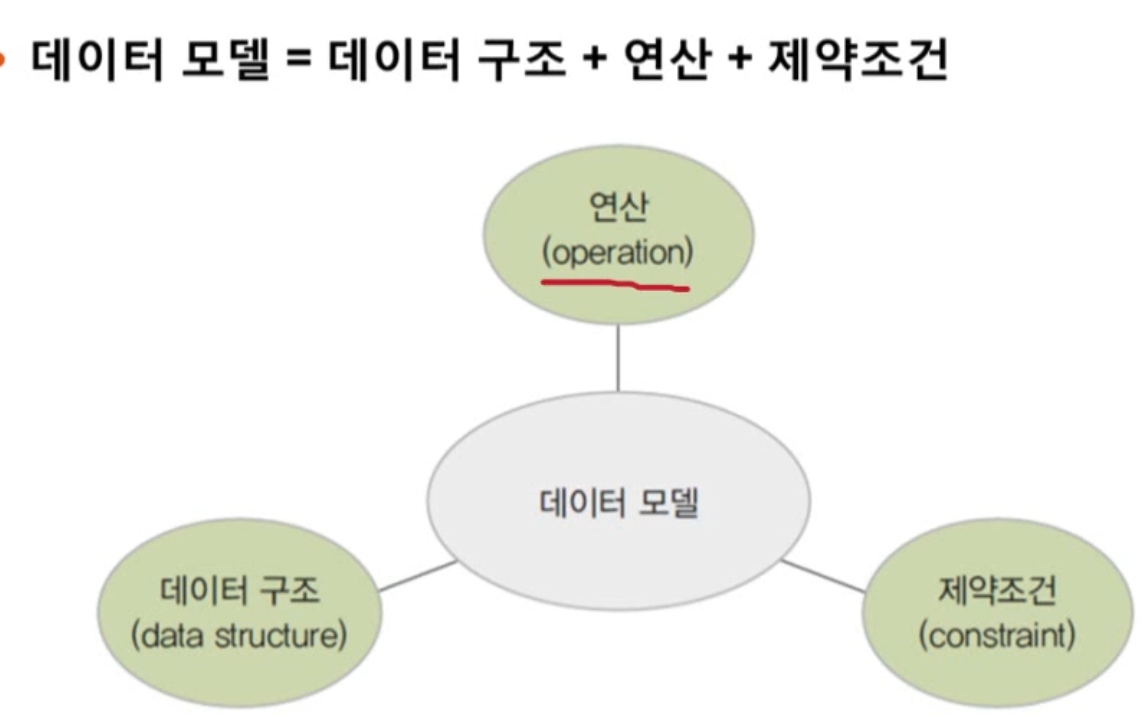 데이터 모델 = 데이터 구조 + 연산 + 제약조건
연산
(operation)
데이터 모델
데이터 구조
(data structure)
제약조건
(constraint)